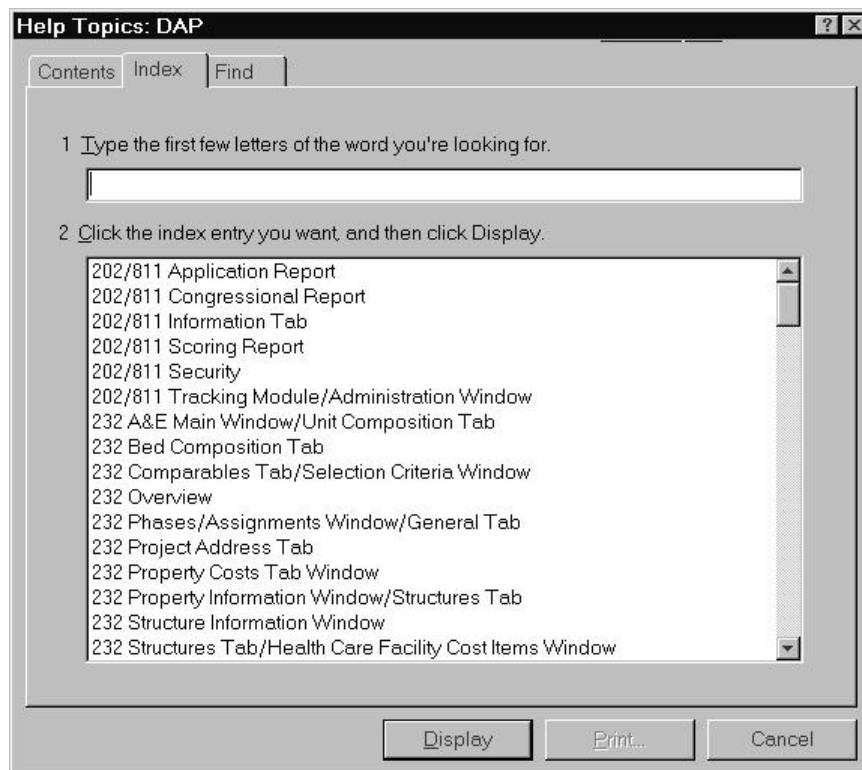 Help Topics: DAP
Contents Index Find
1 Type the first few letters of the word you're looking for.
2 Click the index entry you want, and then click Display.
202/811 Application Report
202/811 Congressional Report
202/811 Information Tab
202/811 Scoring Report
202/811 Security
202/811 Tracking Module/Administration Window
232 A&E Main Window/Unit Composition Tab
232 Bed Composition Tab
232 Comparables Tab/Selection Criteria Window
232 Overview
232 Phases/Assignments Window/General Tab
232 Project Address Tab
232 Property Costs Tab Window
232 Property Information Window/Structures Tab
232 Structure Information Window
232 Structures Tab/Health Care Facility Cost Items Window
Display Print... Cancel